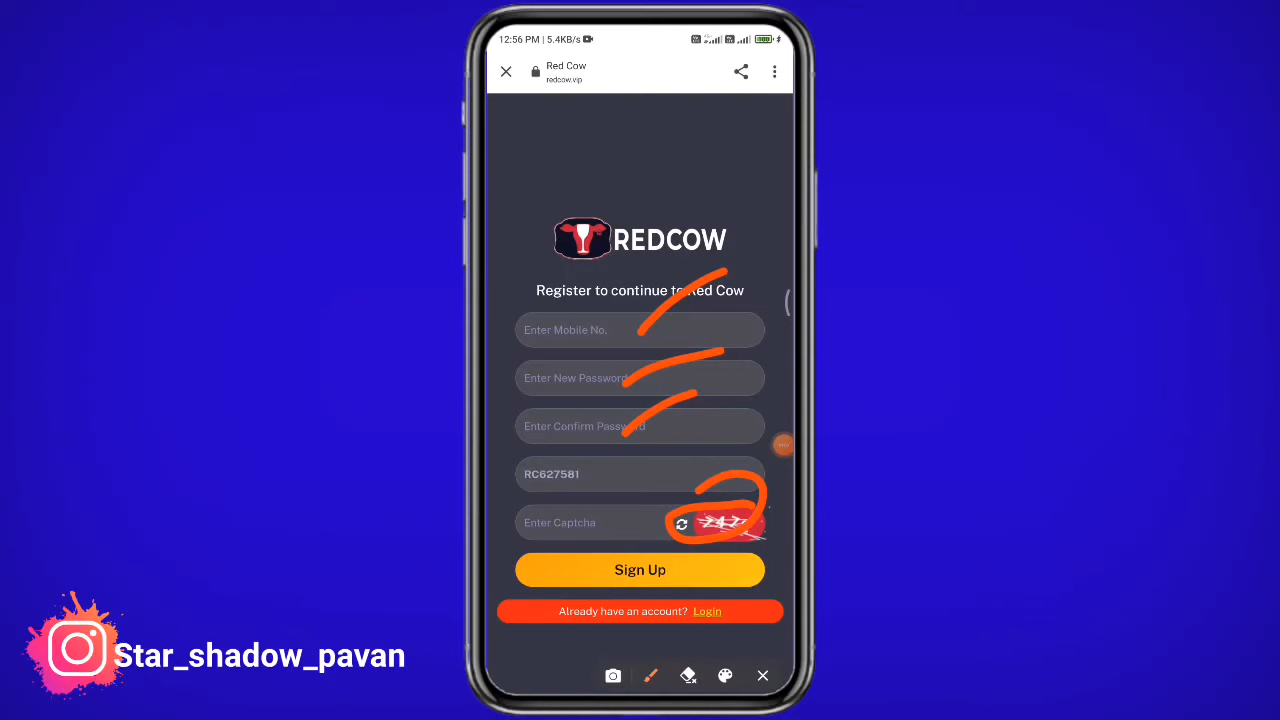 12:56 PM | 5.4KB/s
Red Cow
redcow.vip
REDCOW
Register to continue to Red Cow
Enter Mobile No.
Enter New Password
Enter Confirm Password
RC627581
Enter Captcha
Sign Up
Already have an account? Login
Star_shadow_pavan